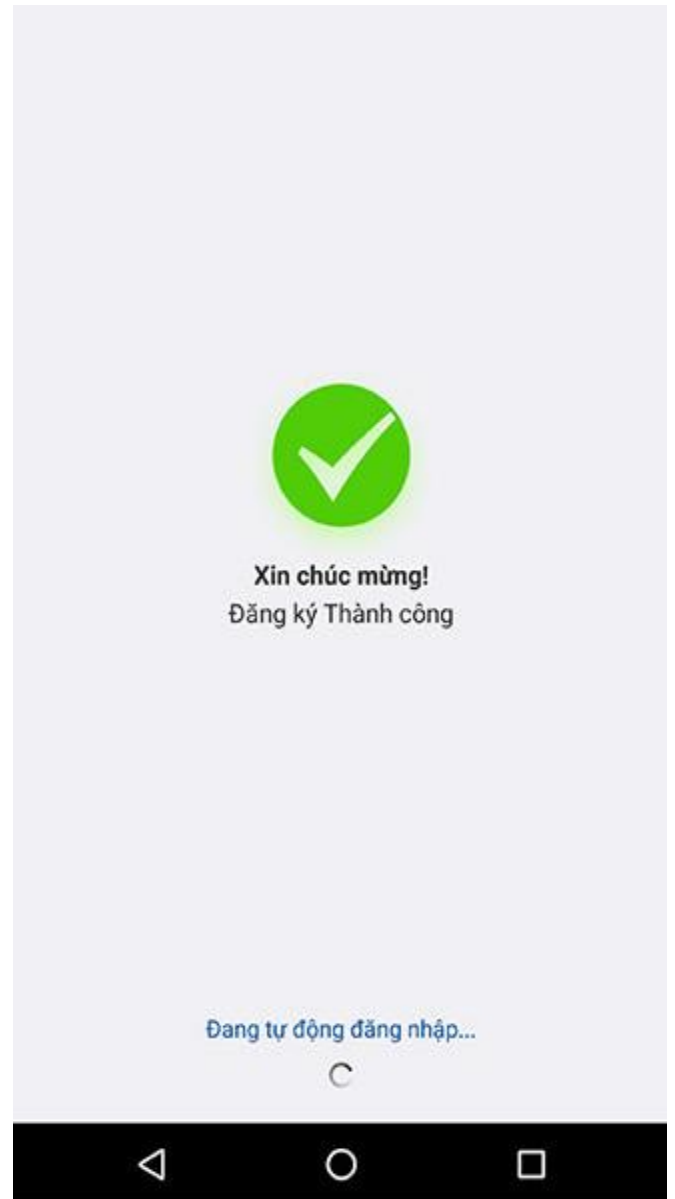 Xin chúc mừng!
Đăng ký Thành công
Đang tự động đăng nhập...